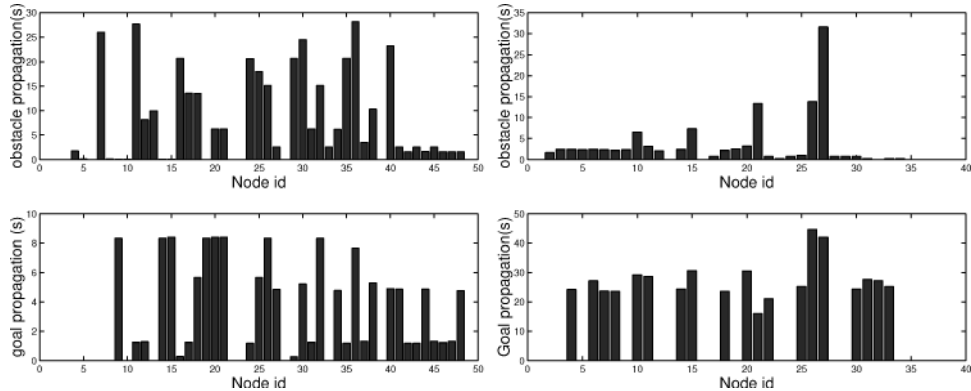 obstacle propagation(s)
30
25
20
15
10
5
0
0 5 10 15 20 25 30 35 40 45 50
Node id
obstacle propagation(s)
35
30
25
20
15
10
5
0
0 5 10 15 20 25 30 35 40
Node id
goal propagation (s)
10
8
6
4
2
0
0 5 10 15 20 25 30 35 40 45 50
Node id
Goal propagation(s)
50
40
30
20
10
0
0 5 10 15 20 25 30 35 40
Node id